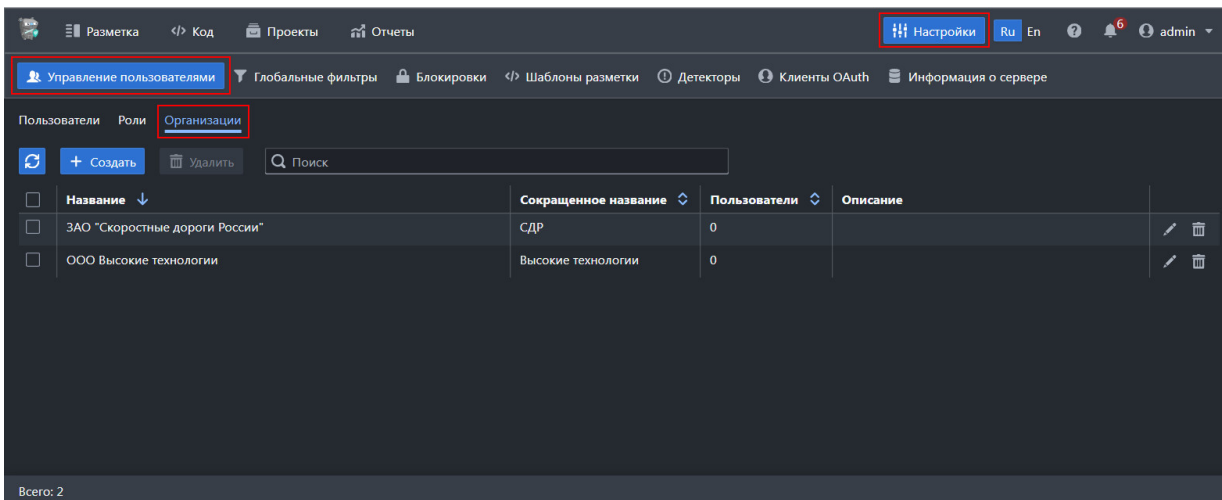 Разметка </> Код Проекты Отчеты Настройки Ru En 6 admin
Управление пользователями Глобальные фильтры Блокировки </> Шаблоны разметки Детекторы Клиенты OAuth Информация о сервере
Пользователи Роли Организации
+ Создать Удалить Поиск
Название Сокращенное название Пользователи Описание
ЗАО "Скоростные дороги России" СДР 0
ООО Высокие технологии Высокие технологии 0
Всего: 2